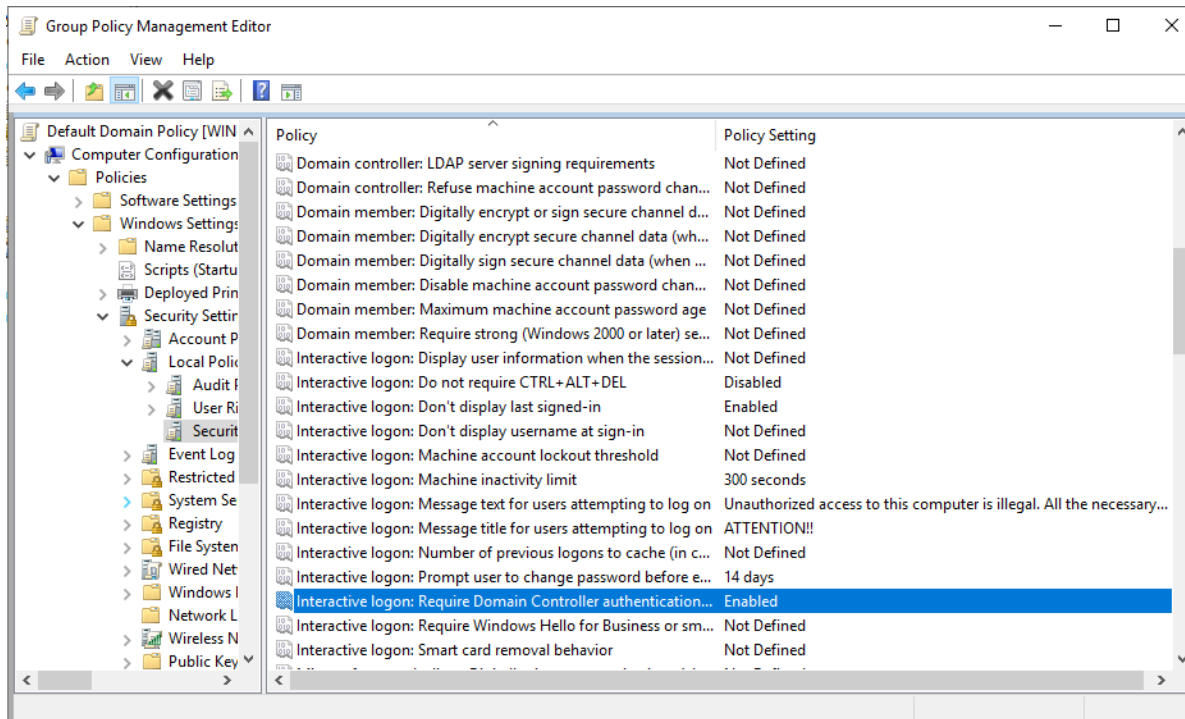 Group Policy Management Editor
File Action View Help
Default Domain Policy [WIN
Computer Configuration
Policies
Software Settings
Windows Settings
Name Resolut
Scripts (Startu
Deployed Prin
Security Settir
Account P
Local Polic
Audit
User Ri
Securit
Event Log
Restricted
System Se
Registry
File System
Wired Net
Windows
Network L
Wireless N
Public Key
Policy Policy Setting
Domain controller: LDAP server signing requirements Not Defined
Domain controller: Refuse machine account password chan... Not Defined
Domain member: Digitally encrypt or sign secure channel d... Not Defined
Domain member: Digitally encrypt secure channel data (wh... Not Defined
Domain member: Digitally sign secure channel data (when ... Not Defined
Domain member: Disable machine account password chan... Not Defined
Domain member: Maximum machine account password age Not Defined
Domain member: Require strong (Windows 2000 or later) se... Not Defined
Interactive logon: Display user information when the session... Not Defined
Interactive logon: Do not require CTRL+ALT+DEL Disabled
Interactive logon: Don't display last signed-in Enabled
Interactive logon: Don't display username at sign-in Not Defined
Interactive logon: Machine account lockout threshold Not Defined
Interactive logon: Machine inactivity limit 300 seconds
Interactive logon: Message text for users attempting to log on Unauthorized access to this computer is illegal. All the necessary...
Interactive logon: Message title for users attempting to log on ATTENTION!!
Interactive logon: Number of previous logons to cache (in c... Not Defined
Interactive logon: Prompt user to change password before e... 14 days
Interactive logon: Require Domain Controller authentication... Enabled
Interactive logon: Require Windows Hello for Business or sm... Not Defined
Interactive logon: Smart card removal behavior Not Defined